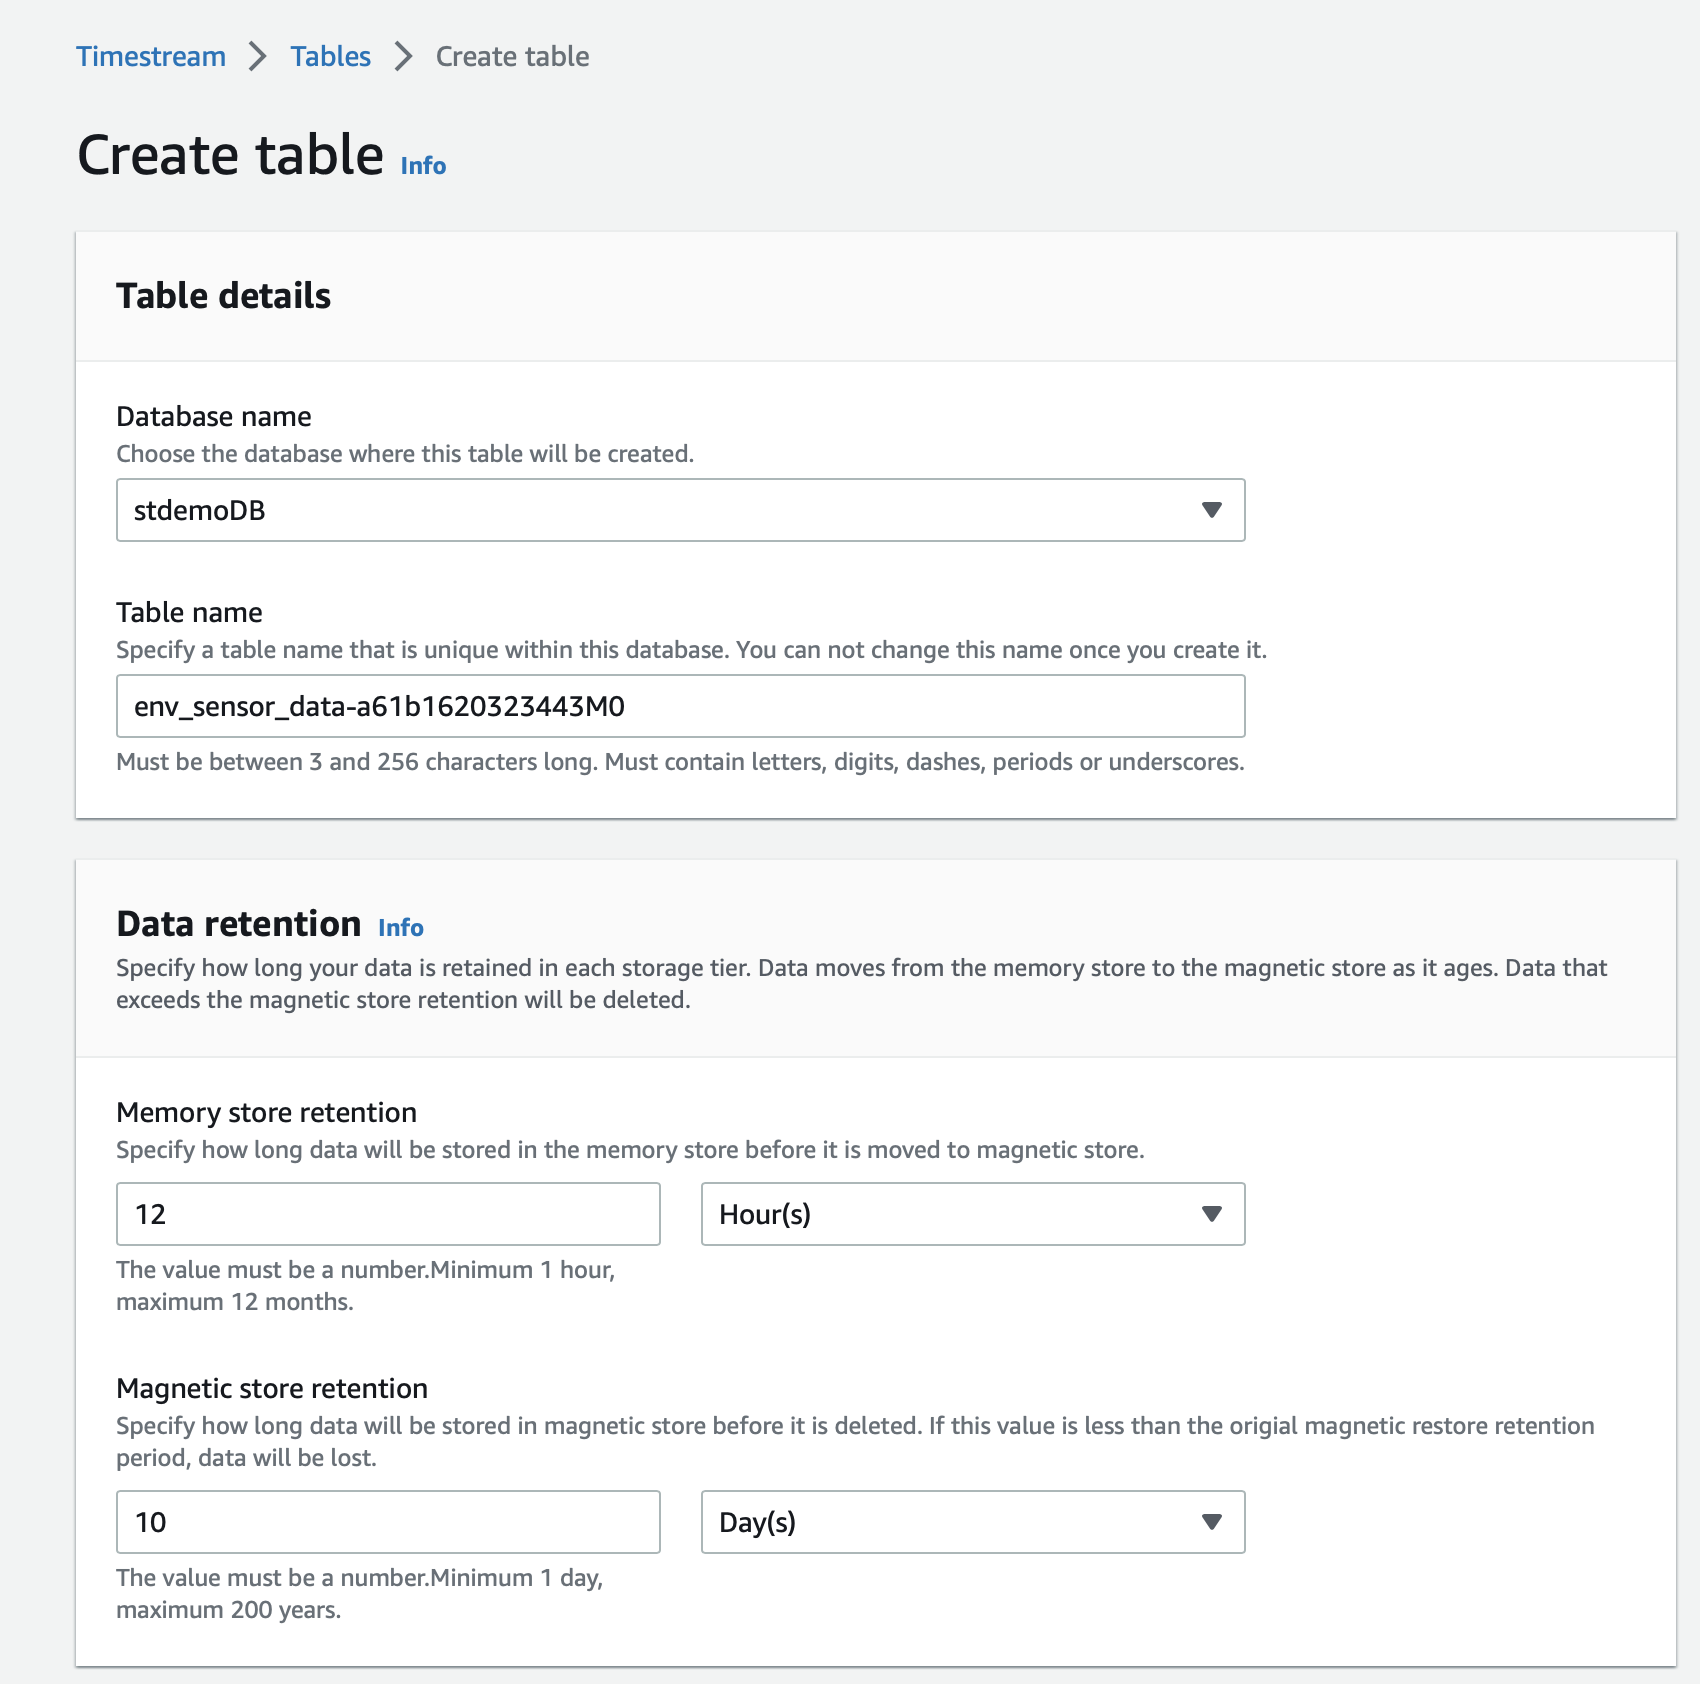 Timestream > Tables > Create table
Create table Info
Table details
Database name
Choose the database where this table will be created.
stdemoDB
Table name
Specify a table name that is unique within this database. You can not change this name once you create it.
env_sensor_data-a61b1620323443M0
Must be between 3 and 256 characters long. Must contain letters, digits, dashes, periods or underscores.
Data retention Info
Specify how long your data is retained in each storage tier. Data moves from the memory store to the magnetic store as it ages. Data that
exceeds the magnetic store retention will be deleted.
Memory store retention
Specify how long data will be stored in the memory store before it is moved to magnetic store.
12 Hour(s)
The value must be a number.Minimum 1 hour,
maximum 12 months.
Magnetic store retention
Specify how long data will be stored in magnetic store before it is deleted. If this value is less than the origial magnetic restore retention
period, data will be lost.
10 Day(s)
The value must be a number.Minimum 1 day,
maximum 200 years.